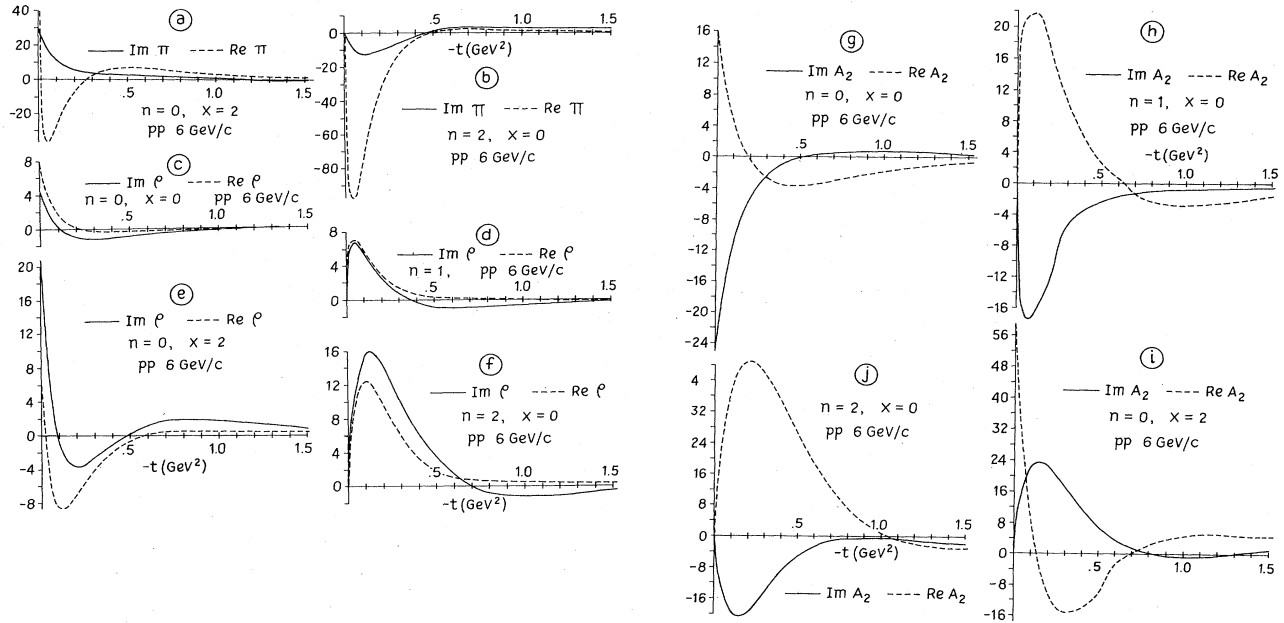 a
40
20
0
-20
Im π Re π
.5 1.0 1.5
n=0, x=2
pp 6 GeV/c
b
.5 1.0 1.5
0
-20
-40
-60
-80
-t(GeV²)
Im π Re π
n=2, x=0
pp 6 GeV/c
c
8
4
0
Im ρ Re ρ
n=0, x=0 pp 6 GeV/c
.5 1.0 1.5
d
8
4
0
Im ρ Re ρ
n=1, pp 6 GeV/c
e
20
16
12
8
4
0
-4
-8
Im ρ Re ρ
n=0, x=2
pp 6 GeV/c
.5 1.0 1.5
-t(GeV²)
f
16
12
8
4
0
Im ρ Re ρ
n=2, x=0
pp 6 GeV/c
.5 1.0 1.5
-t(GeV²)
g
16
12
8
4
0
-4
-8
-12
-16
-20
-24
Im A₂ Re A₂
n=0, x=0
pp 6 GeV/c
.5 1.0 1.5
h
20
16
12
8
4
0
-4
-8
-12
-16
Im A₂ Re A₂
n=1, x=0
pp 6 GeV/c
-t(GeV²)
.5 1.0 1.5
j
4
32
24
16
8
0
-8
-16
n=2, x=0
pp 6 GeV/c
.5 1.0 1.5
-t(GeV²)
Im A₂ Re A₂
i
56
48
40
32
24
16
8
0
-8
-16
Im A₂ Re A₂
n=0, x=2
pp 6 GeV/c
.5 1.0 1.5